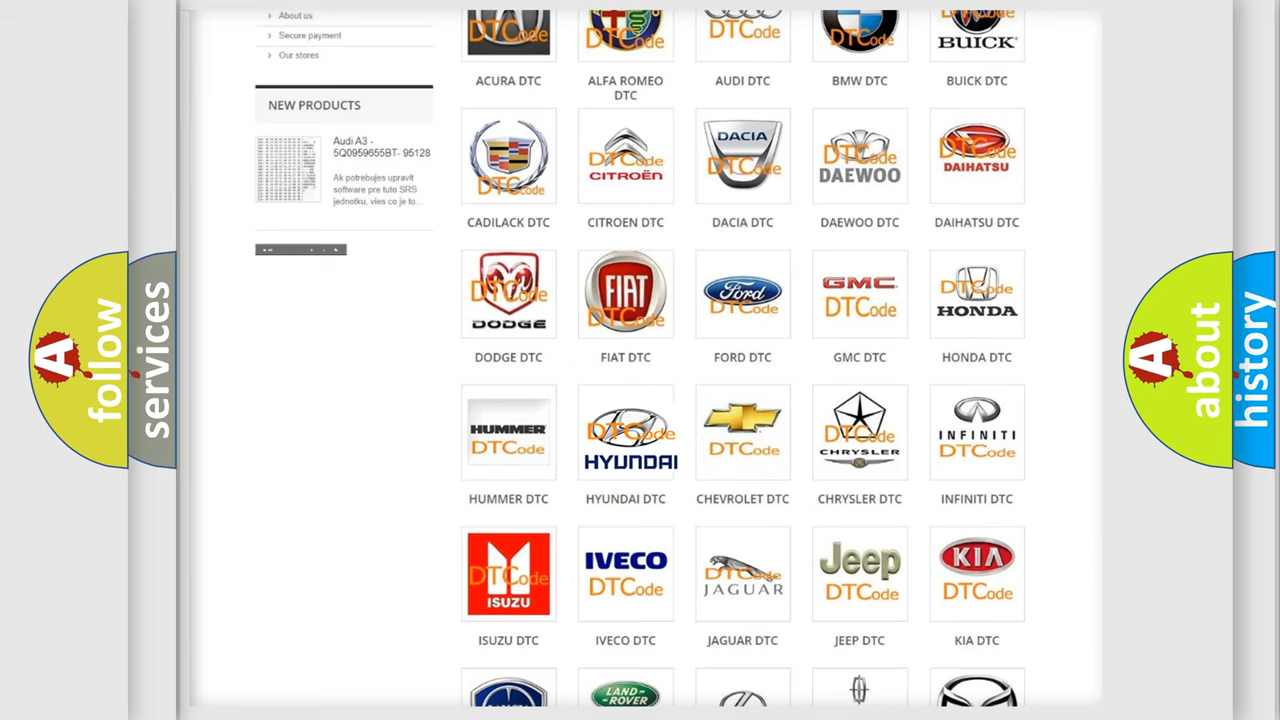 About us
Secure payment
Our stores
NEW PRODUCTS
Audi A3 -
5Q0959655BT- 95128
Ak potrebujes upravit
software pre tuto SRS
jednotku, vies co je to...
DTCode
DTCode
DTCode
DTCode
BUICK
ACURA DTC
ALFA ROMEO
DTC
AUDI DTC
BMW DTC
BUICK DTC
DTCode
DTCode
CITROËN
DACIA
DTCode
DTCode
DAEWOO
DTCode
DAIHATSU
CADILACK DTC
CITROEN DTC
DACIA DTC
DAEWOO DTC
DAIHATSU DTC
DTCode
DODGE
FIAT
DTCode
Ford
DTCode
GMC
DTCode
DTCode
HONDA
DODGE DTC
FIAT DTC
FORD DTC
GMC DTC
HONDA DTC
HUMMER
DTCode
DTCode
HYUNDAI
DTCode
DTCode
CHRYSLER
INFINITI
DTCode
HUMMER DTC
HYUNDAI DTC
CHEVROLET DTC
CHRYSLER DTC
INFINITI DTC
DTCode
ISUZU
IVECO
DTCode
DTCode
JAGUAR
Jeep
DTCode
KIA
DTCode
ISUZU DTC
IVECO DTC
JAGUAR DTC
JEEP DTC
KIA DTC
LAND-
ROVER
A
follow
services
A
about
history